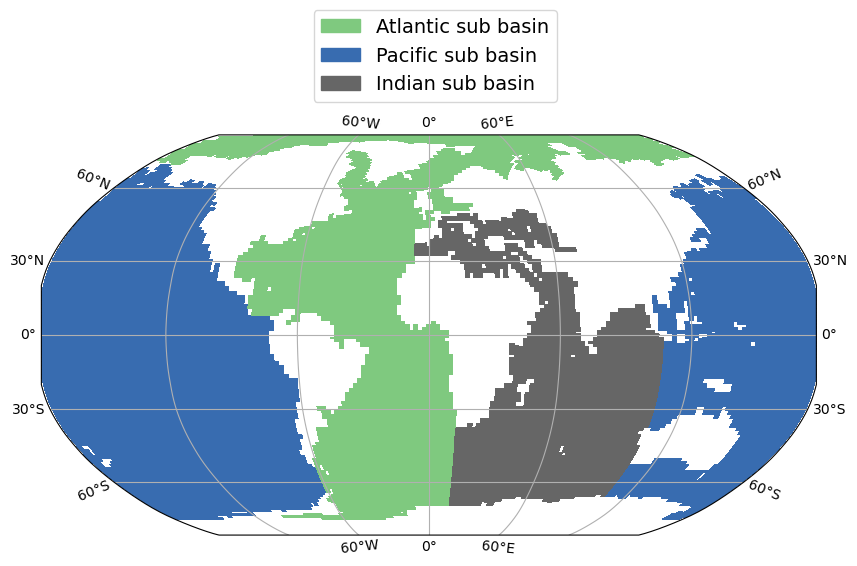 Atlantic sub basin
Pacific sub basin
Indian sub basin
60°W 0° 60°E
60°N 60°N
30°N 30°N
0° 0°
30°S 30°S
60°S 60°S
60°W 0° 60°E